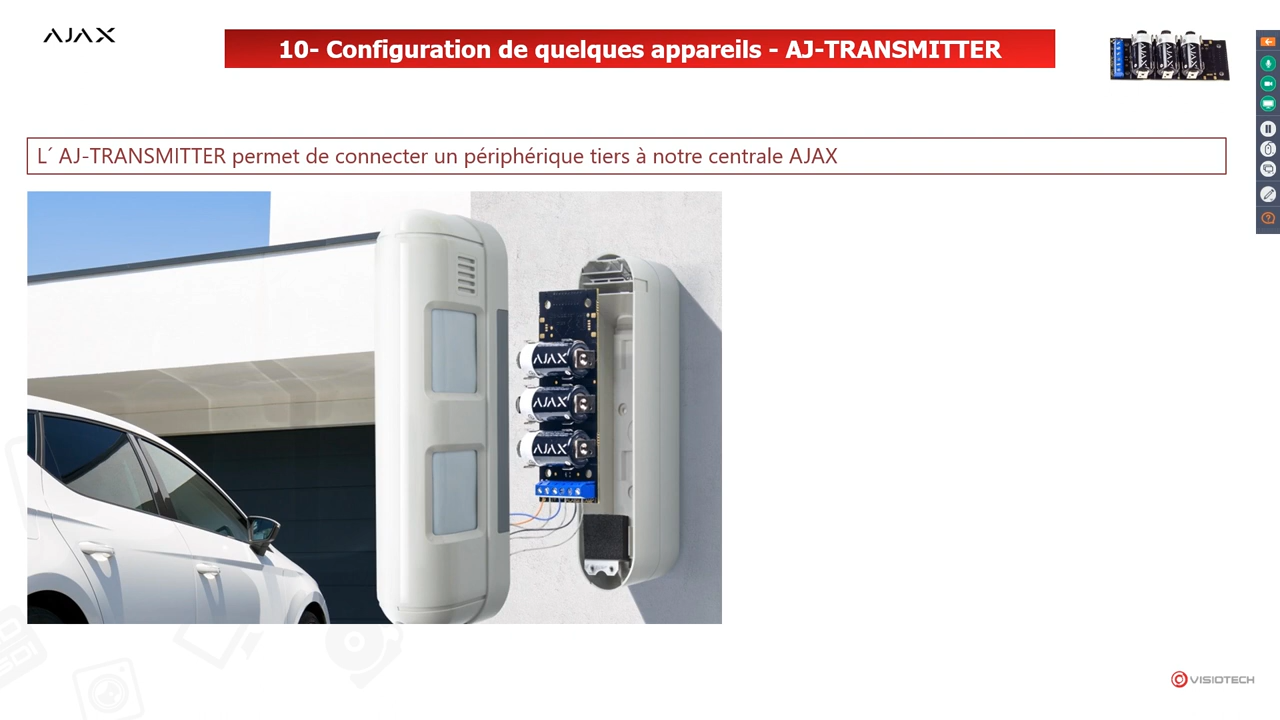 AJAX
10- Configuration de quelques appareils - AJ-TRANSMITTER
L´ AJ-TRANSMITTER permet de connecter un périphérique tiers à notre centrale AJAX
AJAX
AJAX
AJAX
VISIOTECH